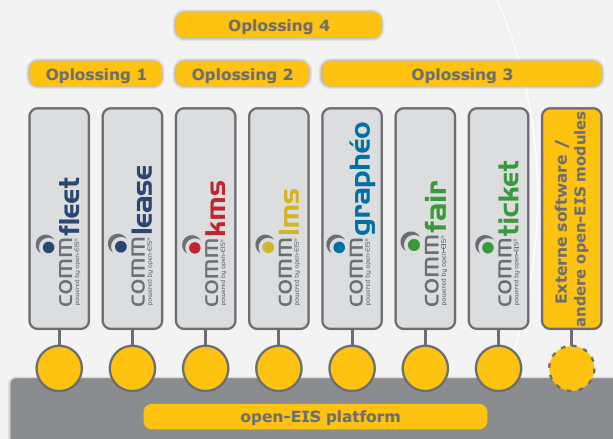 Oplossing 4
Oplossing 1
Oplossing 2
Oplossing 3
commfleet
powered by open-EIS®
commlease
powered by open-EIS®
commkms
powered by open-EIS®
commlms
powered by open-EIS®
commgraphéo
powered by open-EIS®
commfair
powered by open-EIS®
commticket
powered by open-EIS®
Externe software /
andere open-EIS modules
open-EIS platform